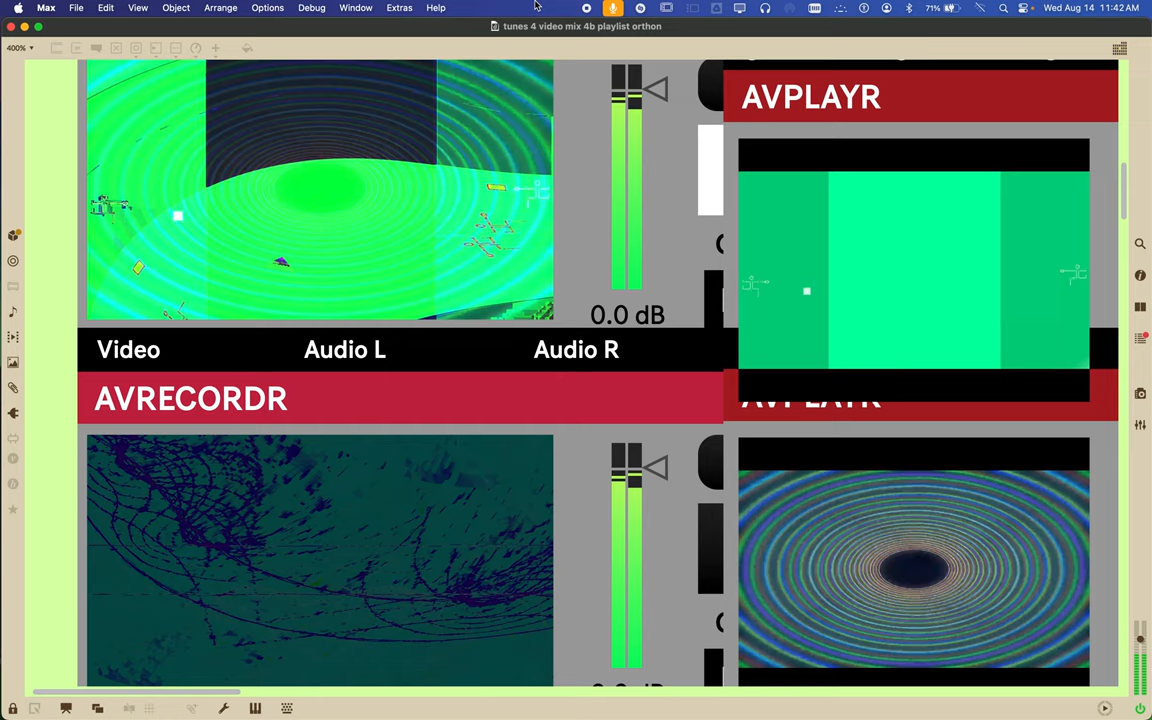 Max File Edit View Object Arrange Options Debug Window Extras Help 71% Wed Aug 14 11:42 AM
tunes 4 video mix 4b playlist orthon
400%
AVPLAYR
0.0 dB
Video Audio L Audio R
AVRECORDR